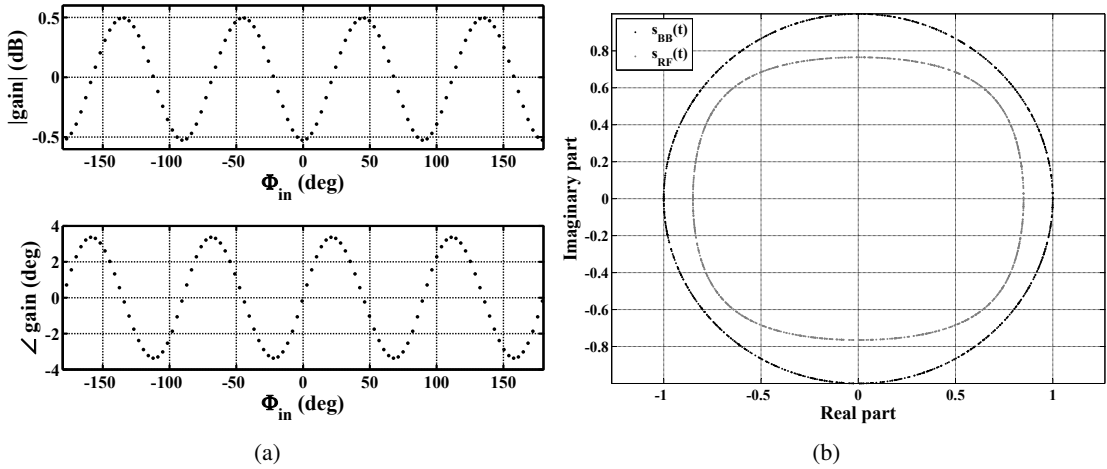 0.5
0
-0.5
|gain| (dB)
-150 -100 -50 0 50 100 150
Φin (deg)
4
2
0
-2
-4
∠gain (deg)
-150 -100 -50 0 50 100 150
Φin (deg)
(a)
sBB(t)
sRF(t)
0.8
0.6
0.4
0.2
0
-0.2
-0.4
-0.6
-0.8
Imaginary part
-1 -0.5 0 0.5 1
Real part
(b)